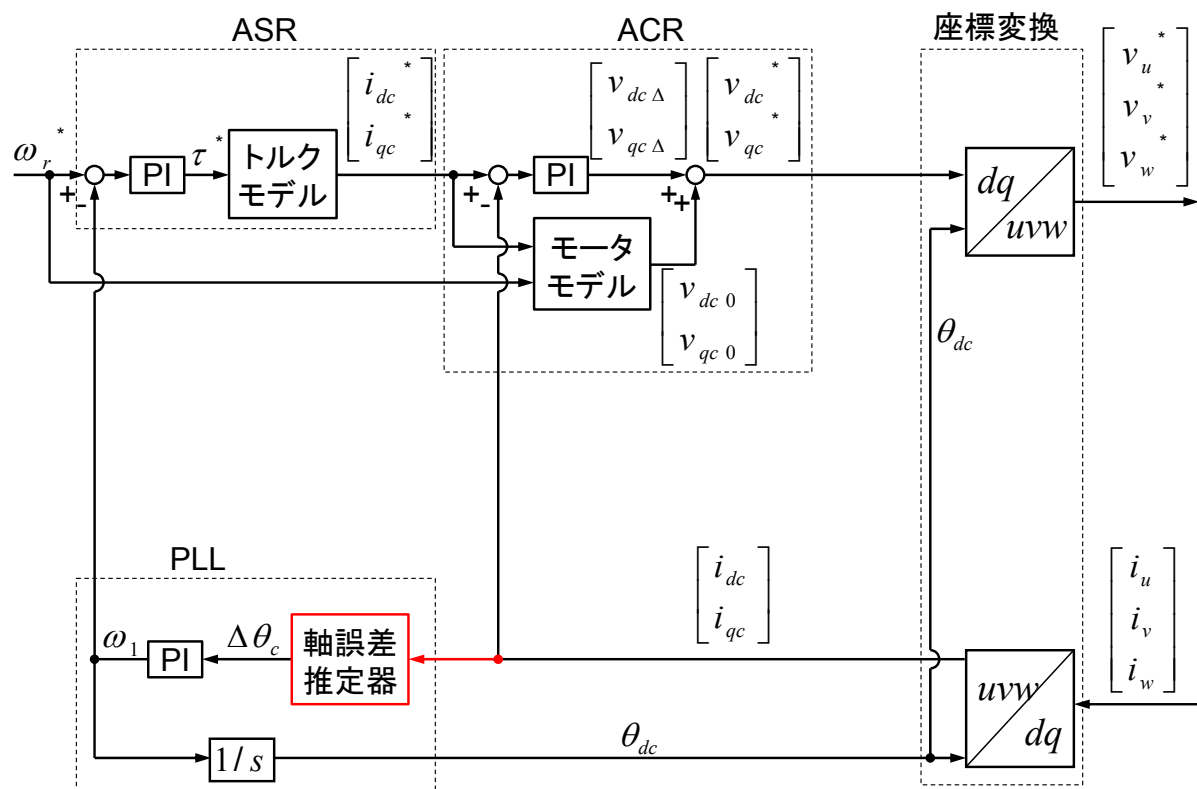 ASR
ACR
座標変換
[i_dc^*
i_qc^*]
[v_dcΔ
v_qcΔ]
[v_dc^*
v_qc^*]
[v_u^*
v_v^*
v_w^*]
ω_r^*
+
-
PI
τ^*
トルク
モデル
+
-
PI
+
+
dq
uvw
モータ
モデル
[v_dc0
v_qc0]
θ_dc
PLL
[i_dc
i_qc]
[i_u
i_v
i_w]
ω_1
PI
Δθ_c
軸誤差
推定器
uvw
dq
1/s
θ_dc